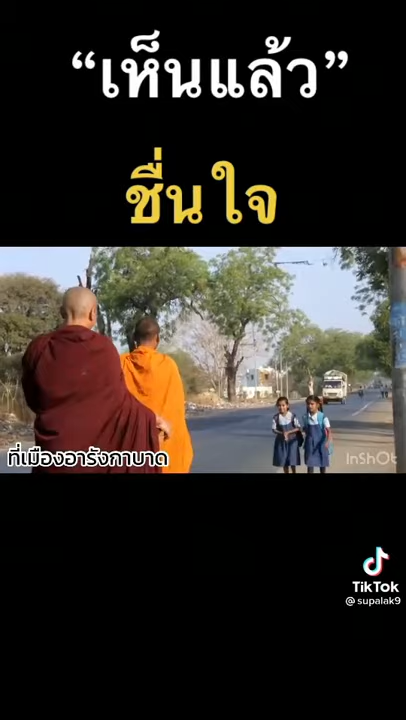 “เห็นแล้ว”
ชื่นใจ
ที่เมืองอารังกาบาด
InShOt
TikTok
@supalak9